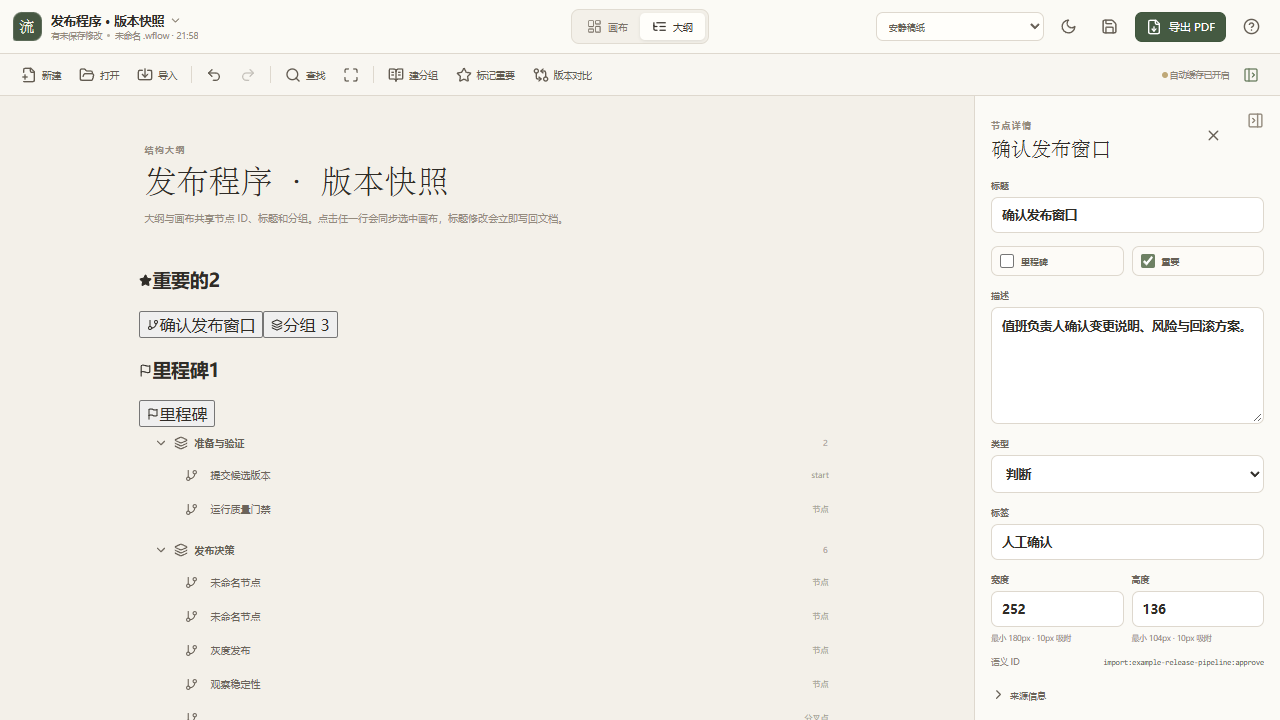 流
发布程序 • 版本快照
有未保存修改 • 未命名.wflow · 21:58
画布
大纲
安静稿纸
导出 PDF
新建
打开
导入
查找
建分组
标记重要
版本对比
自动缓存已开启
结构大纲
发布程序 · 版本快照
大纲与画布共享节点 ID、标题和分组。点击任一行会同步选中画布，标题修改会立即写回文档。
重要的2
确认发布窗口
分组 3
里程碑1
里程碑
准备与验证
2
提交候选版本
start
运行质量门禁
节点
发布决策
6
未命名节点
节点
未命名节点
节点
灰度发布
节点
观察稳定性
节点
分叉点
节点详情
确认发布窗口
标题
确认发布窗口
里程碑
重要
描述
值班负责人确认变更说明、风险与回滚方案。
类型
判断
标签
人工确认
宽度
高度
252
136
最小 180px · 10px 吸附
最小 104px · 10px 吸附
语义 ID
import:example-release-pipeline:approve
来源信息